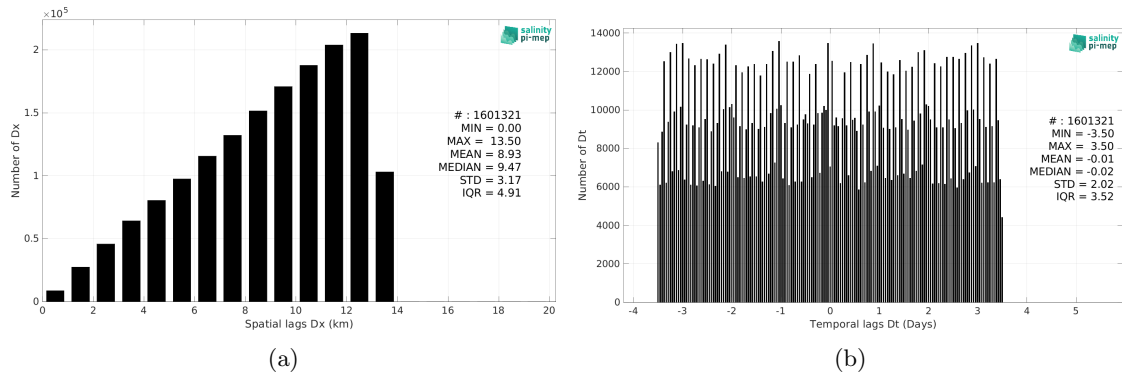 ×10⁵
2
1.5
1
0.5
0
Number of Dx
0 2 4 6 8 10 12 14 16 18 20
Spatial lags Dx (km)
salinity
pi-mep
# : 1601321
MIN = 0.00
MAX = 13.50
MEAN = 8.93
MEDIAN = 9.47
STD = 3.17
IQR = 4.91
(a)
14000
12000
10000
8000
6000
4000
2000
0
Number of Dt
-4 -3 -2 -1 0 1 2 3 4 5
Temporal lags Dt (Days)
salinity
pi-mep
# : 1601321
MIN = -3.50
MAX = 3.50
MEAN = -0.01
MEDIAN = -0.02
STD = 2.02
IQR = 3.52
(b)